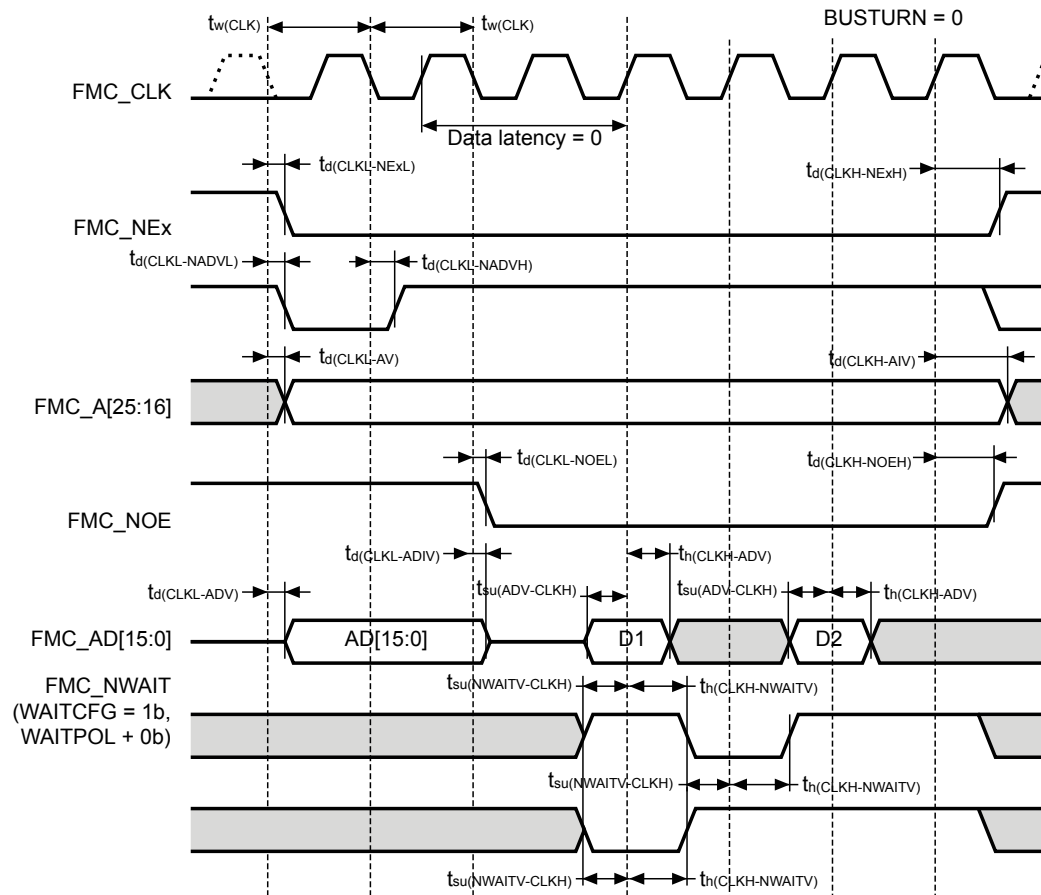 BUSTURN = 0
tw(CLK) tw(CLK)
FMC_CLK
Data latency = 0
td(CLKL-NExL) td(CLKH-NExH)
FMC_NEx
td(CLKL-NADVL) td(CLKL-NADVH)
td(CLKL-AV) td(CLKH-AIV)
FMC_A[25:16]
td(CLKL-NOEL) td(CLKH-NOEH)
FMC_NOE
td(CLKL-ADIV) th(CLKH-ADV)
td(CLKL-ADV) tsu(ADV-CLKH) tsu(ADV-CLKH) th(CLKH-ADV)
FMC_AD[15:0] AD[15:0] D1 D2
FMC_NWAIT tsu(NWAITV-CLKH) th(CLKH-NWAITV)
(WAITCFG = 1b,
WAITPOL + 0b)
tsu(NWAITV-CLKH) th(CLKH-NWAITV)
tsu(NWAITV-CLKH) th(CLKH-NWAITV)